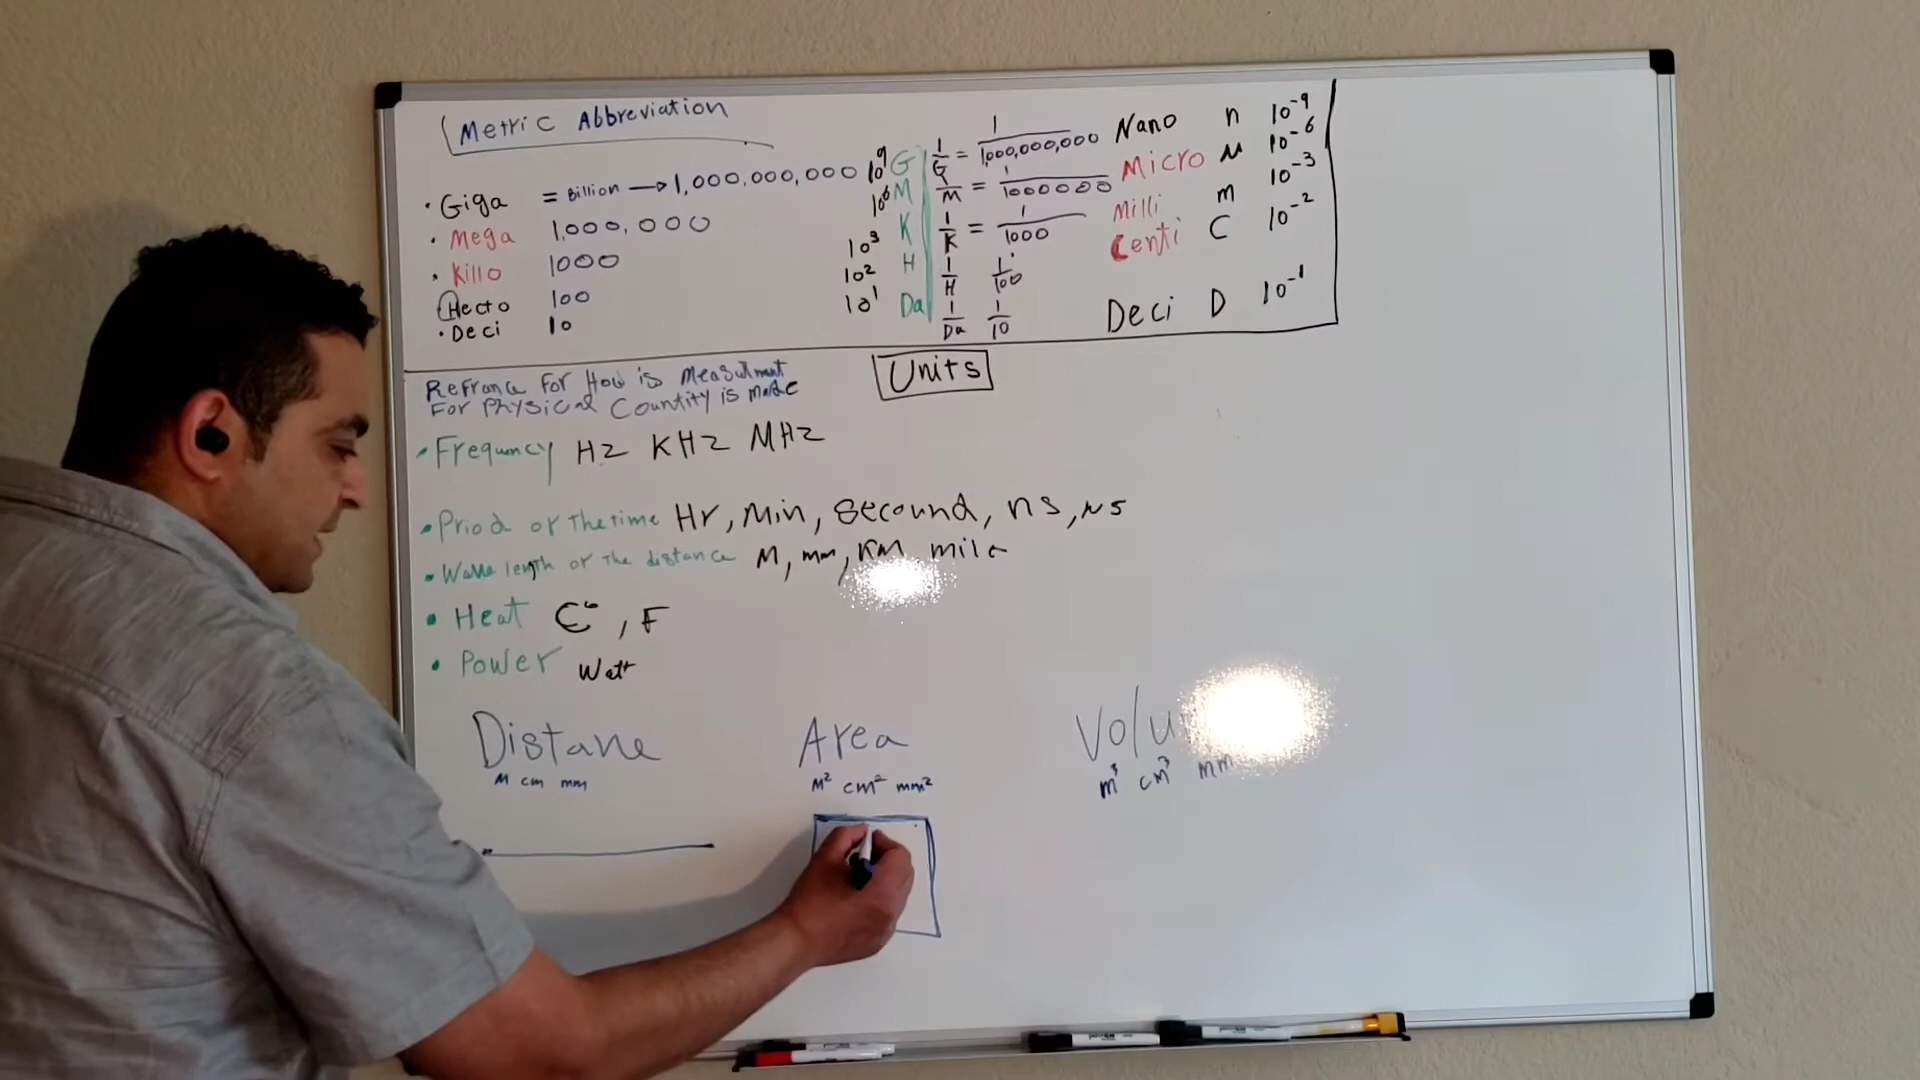 Metric Abbreviation
• Giga = Billion → 1,000,000,000 10⁹ G
• Mega 1,000,000 10⁶ M
• Killo 1000 10³ K
Hecto 100 10² H
• Deci 10 10¹ Da
1/G = 1/1,000,000,000 Nano n 10⁻⁹
1/M = 1/1000000 Micro μ 10⁻⁶
1/K = 1/1000 Milli m 10⁻³
1/H 1/100 Centi C 10⁻²
1/Da 1/10 Deci D 10⁻¹
Units
Refrance For How is
For Physical Countity is made
• Frequncy HZ KHZ MHZ
• Priod or The time Hr, Min, Secound, ns, μs
• Wave length or the distance M, mm, KM mile
• Heat C°, F
• Power Watt
Distane Area
M cm mm M² cm² mm² m³ cm³